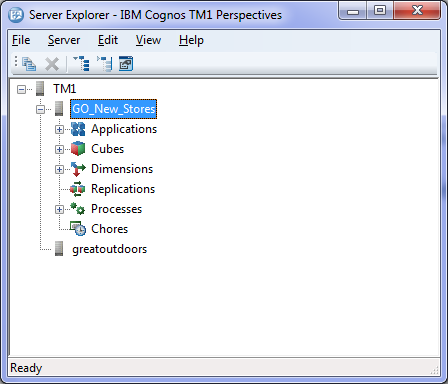 Server Explorer - IBM Cognos TM1 Perspectives
File Server Edit View Help
TM1
GO_New_Stores
Applications
Cubes
Dimensions
Replications
Processes
Chores
greatoutdoors
Ready